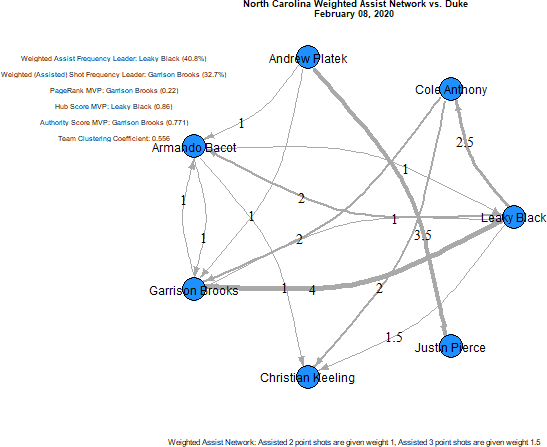 North Carolina Weighted Assist Network vs. Duke
February 08, 2020
Weighted Assist Frequency Leader: Leaky Black (40.8%)
Weighted (Assisted) Shot Frequency Leader: Garrison Brooks (32.7%)
PageRank MVP: Garrison Brooks (0.22)
Hub Score MVP: Leaky Black (0.86)
Authority Score MVP: Garrison Brooks (0.771)
Team Clustering Coefficient: 0.556
Andrew Platek
Cole Anthony
1
2.5
Armando Bacot
1
1
2
1
1
Leaky Black
1
2
3.5
Garrison Brooks
1
4
2
1.5
Justin Pierce
Christian Keeling
Weighted Assist Network: Assisted 2 point shots are given weight 1, Assisted 3 point shots are given weight 1.5